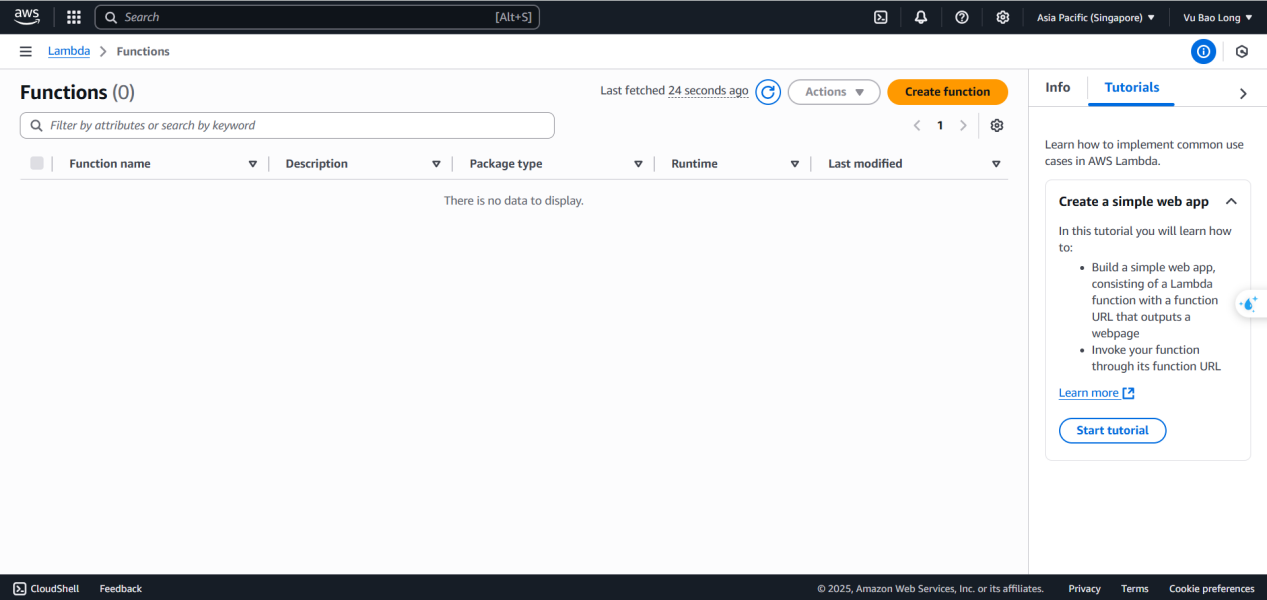 aws
Search [Alt+S]
Asia Pacific (Singapore)
Vu Bao Long
Lambda
Functions
Functions (0)
Last fetched 24 seconds ago
Actions
Create function
Filter by attributes or search by keyword
1
Function name
Description
Package type
Runtime
Last modified
There is no data to display.
Info
Tutorials
Learn how to implement common use
cases in AWS Lambda.
Create a simple web app
In this tutorial you will learn how
to:
• Build a simple web app,
consisting of a Lambda
function with a function
URL that outputs a
webpage
• Invoke your function
through its function URL
Learn more
Start tutorial
CloudShell
Feedback
© 2025, Amazon Web Services, Inc. or its affiliates.
Privacy
Terms
Cookie preferences